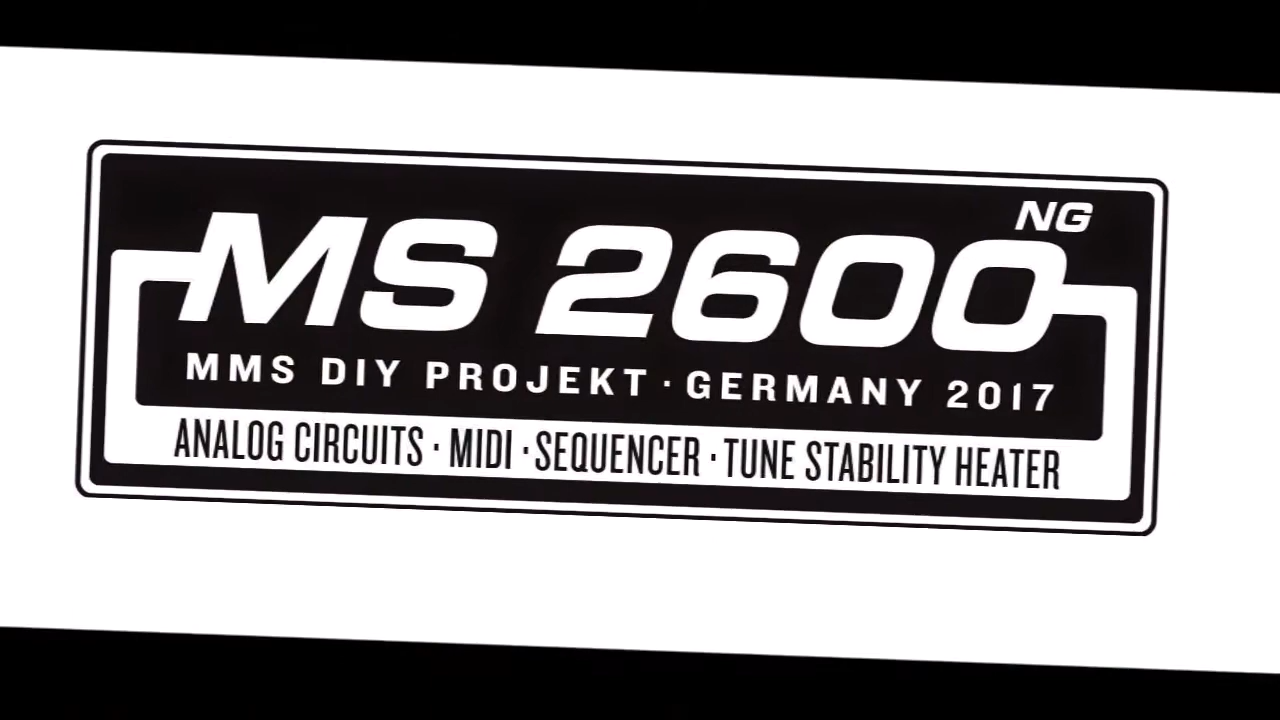 NG
MS 2600
MMS DIY PROJEKT · GERMANY 2017
ANALOG CIRCUITS · MIDI · SEQUENCER · TUNE STABILITY HEATER